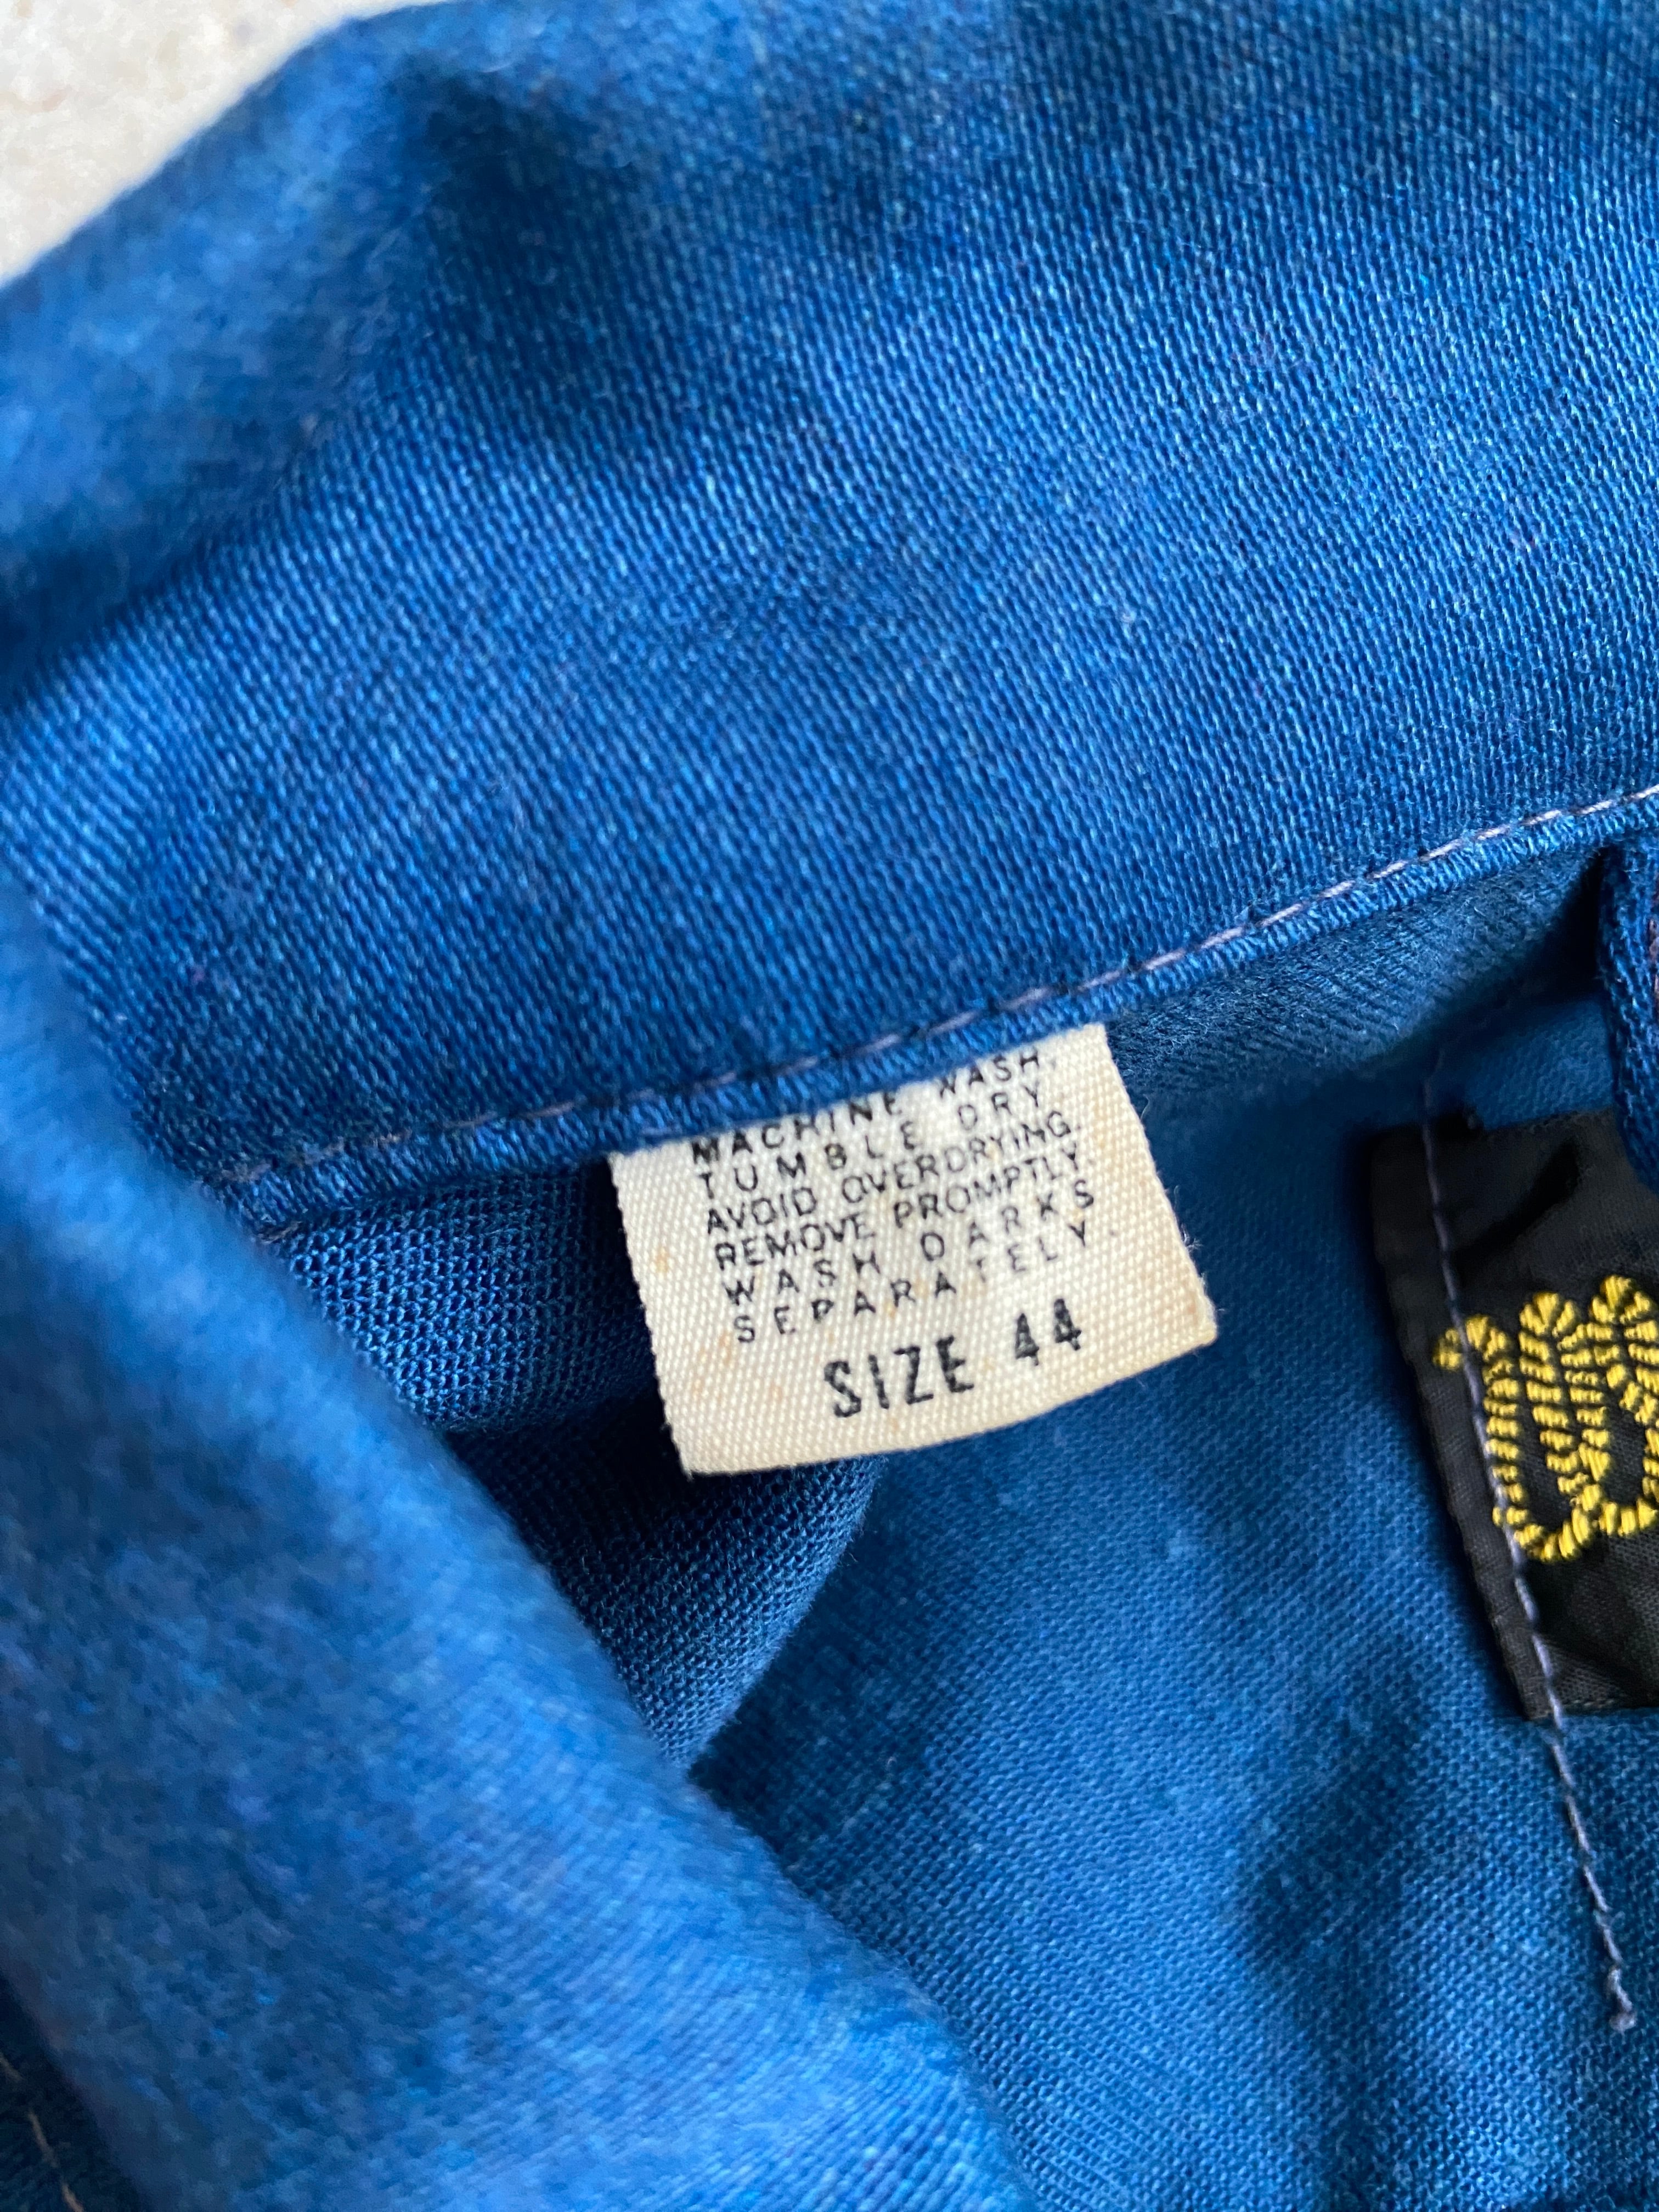 MACHINE WASH.
TUMBLE DRY.
AVOID OVERDRYING.
REMOVE PROMPTLY.
WASH DARKS
SEPARATELY.
SIZE 44